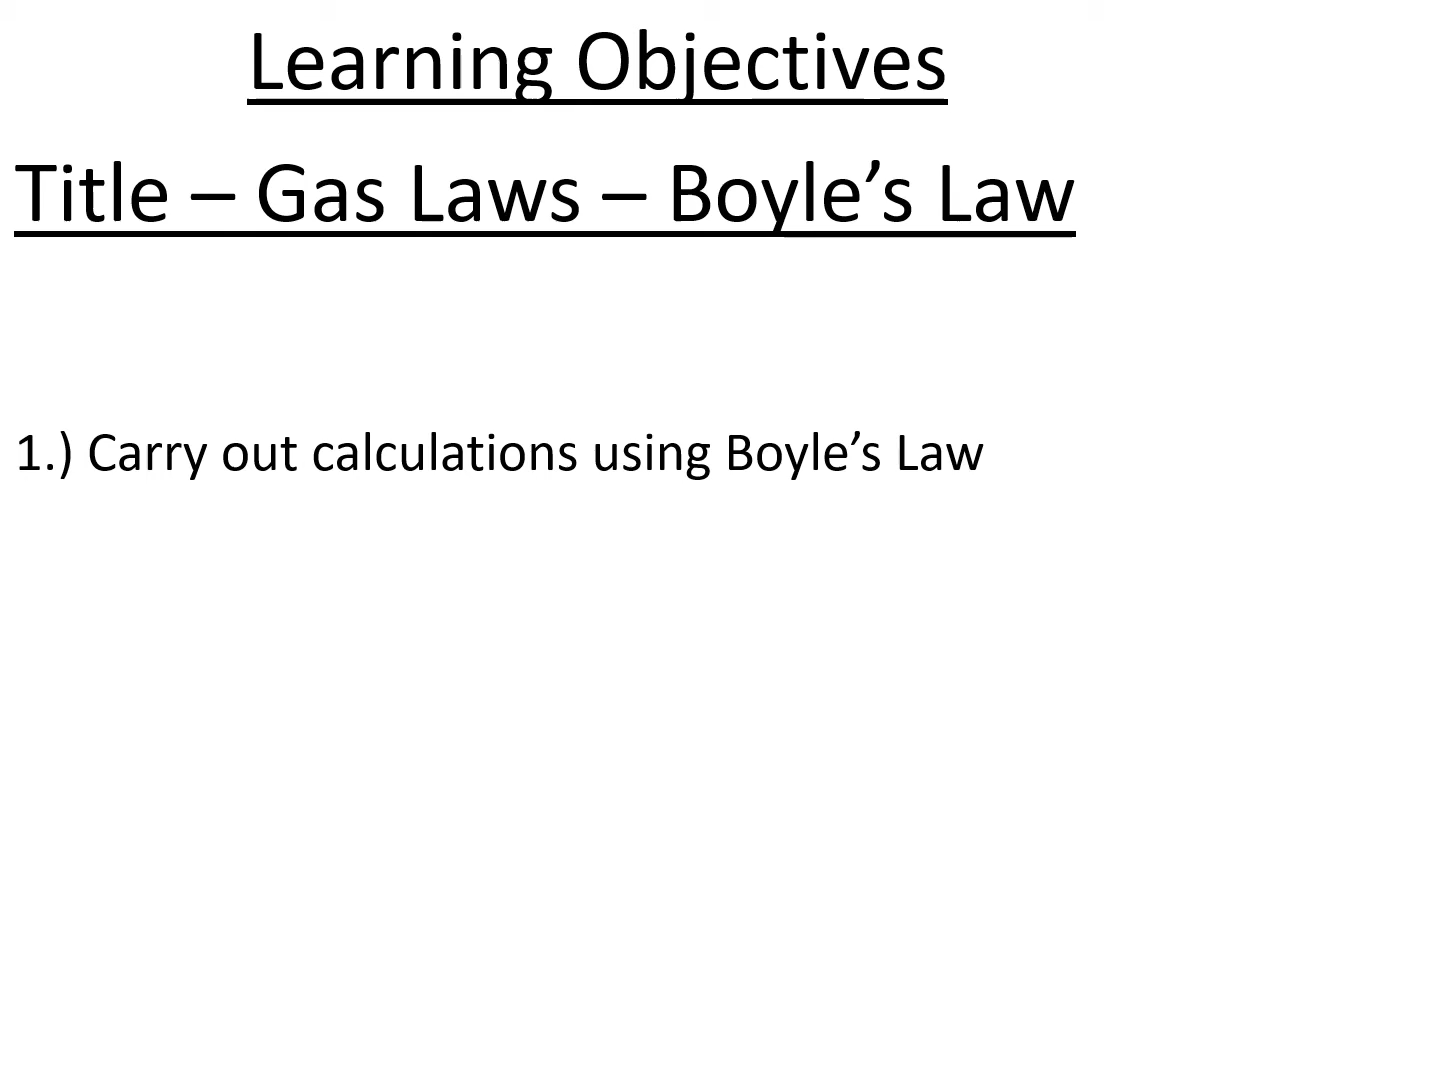 Learning Objectives
Title – Gas Laws – Boyle’s Law
1.) Carry out calculations using Boyle’s Law